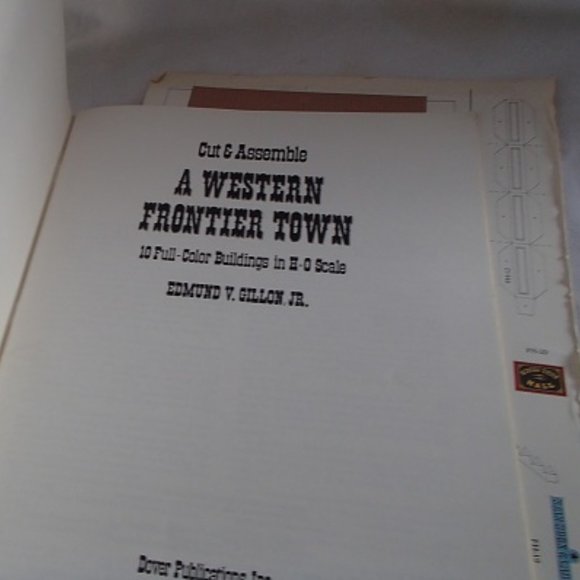 Cut & Assemble
A WESTERN
FRONTIER TOWN
10 Full-Color Buildings in H-O Scale
EDMUND V. GILLON, JR.
Dover Publications, Inc.